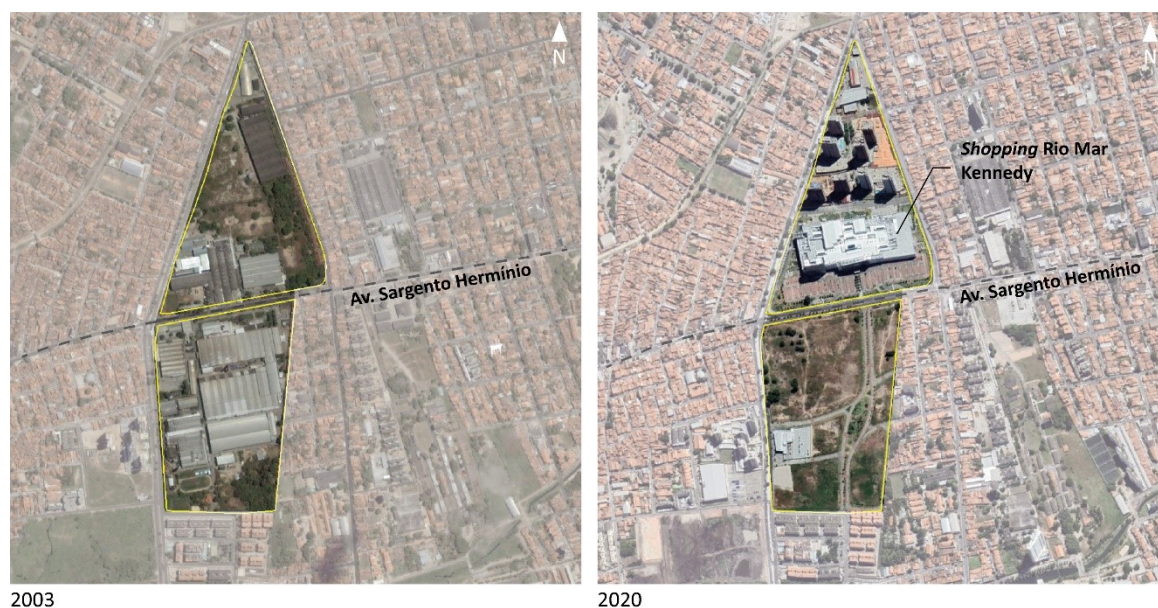 N
Av. Sargento Hermínio
2003
N
Shopping Rio Mar
Kennedy
Av. Sargento Hermínio
2020